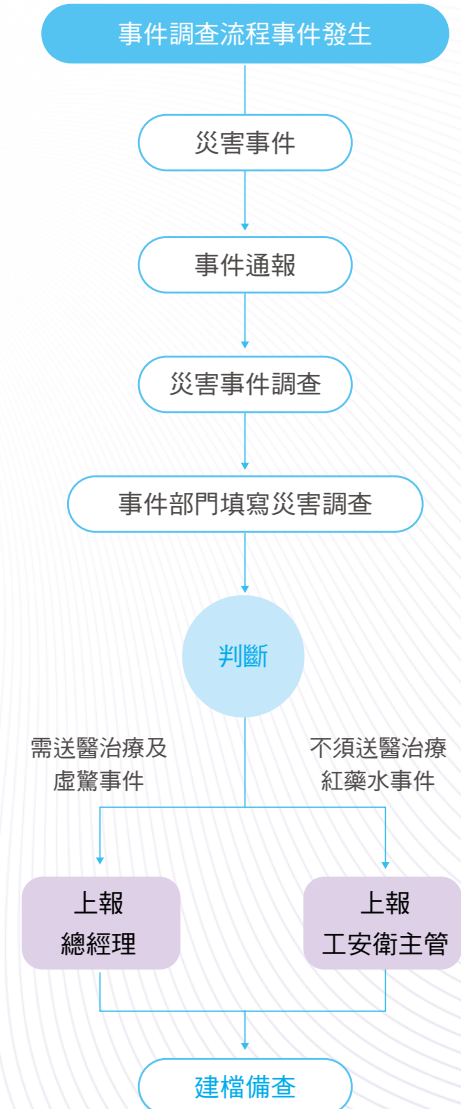 事件調查流程事件發生
災害事件
事件通報
災害事件調查
事件部門填寫災害調查
判斷
需送醫治療及
虛驚事件
不須送醫治療
紅藥水事件
上報
總經理
上報
工安衛主管
建檔備查